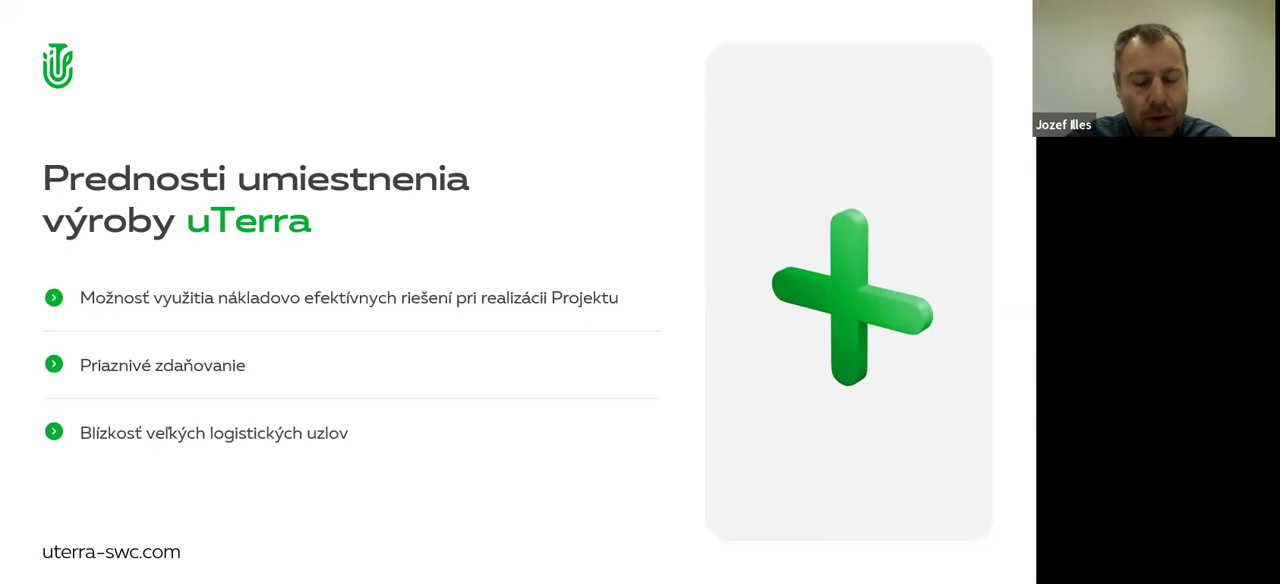 Prednosti umiestnenia
výroby uTerra
Možnosť využitia nákladovo efektívnych riešení pri realizácii Projektu
Priaznivé zdaňovanie
Blízkosť veľkých logistických uzlov
uterra-swc.com
Jozef Illes